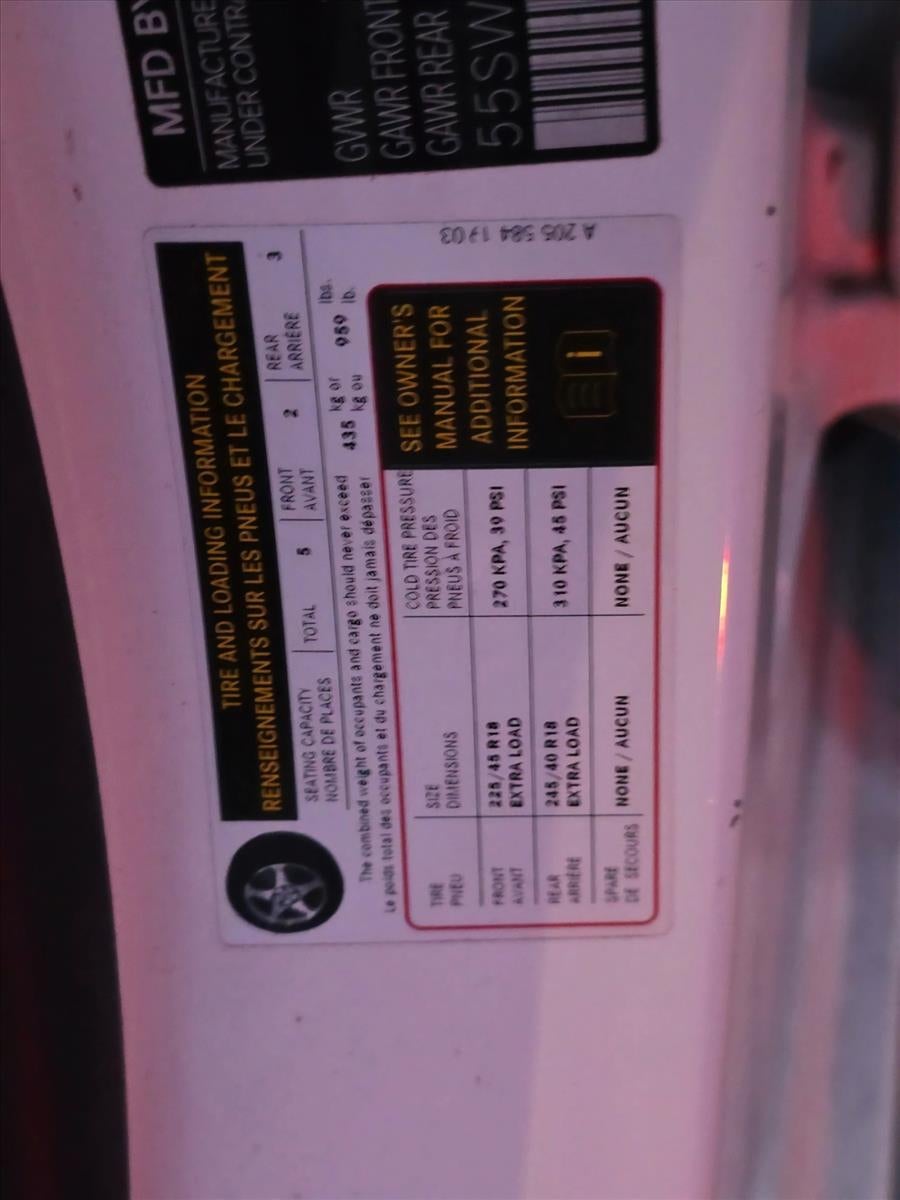 MFD BY
MANUFACTURE
UNDER CONTRA
GVWR
GAWR FRONT
GAWR REAR
55SW
TIRE AND LOADING INFORMATION
RENSEIGNEMENTS SUR LES PNEUS ET LE CHARGEMENT
SEATING CAPACITY TOTAL 5 FRONT 2 REAR 3
NOMBRE DE PLACES AVANT ARRIÈRE
The combined weight of occupants and cargo should never exceed 435 kg or 959 lbs.
Le poids total des occupants et du chargement ne doit jamais dépasser kg ou lb.
TIRE SIZE COLD TIRE PRESSURE
PNEU DIMENSIONS PRESSION DES
PNEUS À FROID
FRONT 225/45 R18 270 KPA, 39 PSI
AVANT EXTRA LOAD
REAR 245/40 R18 310 KPA, 45 PSI
ARRIÈRE EXTRA LOAD
SPARE NONE / AUCUN NONE / AUCUN
DE SECOURS
SEE OWNER'S
MANUAL FOR
ADDITIONAL
INFORMATION
i
A 205 584 17 03